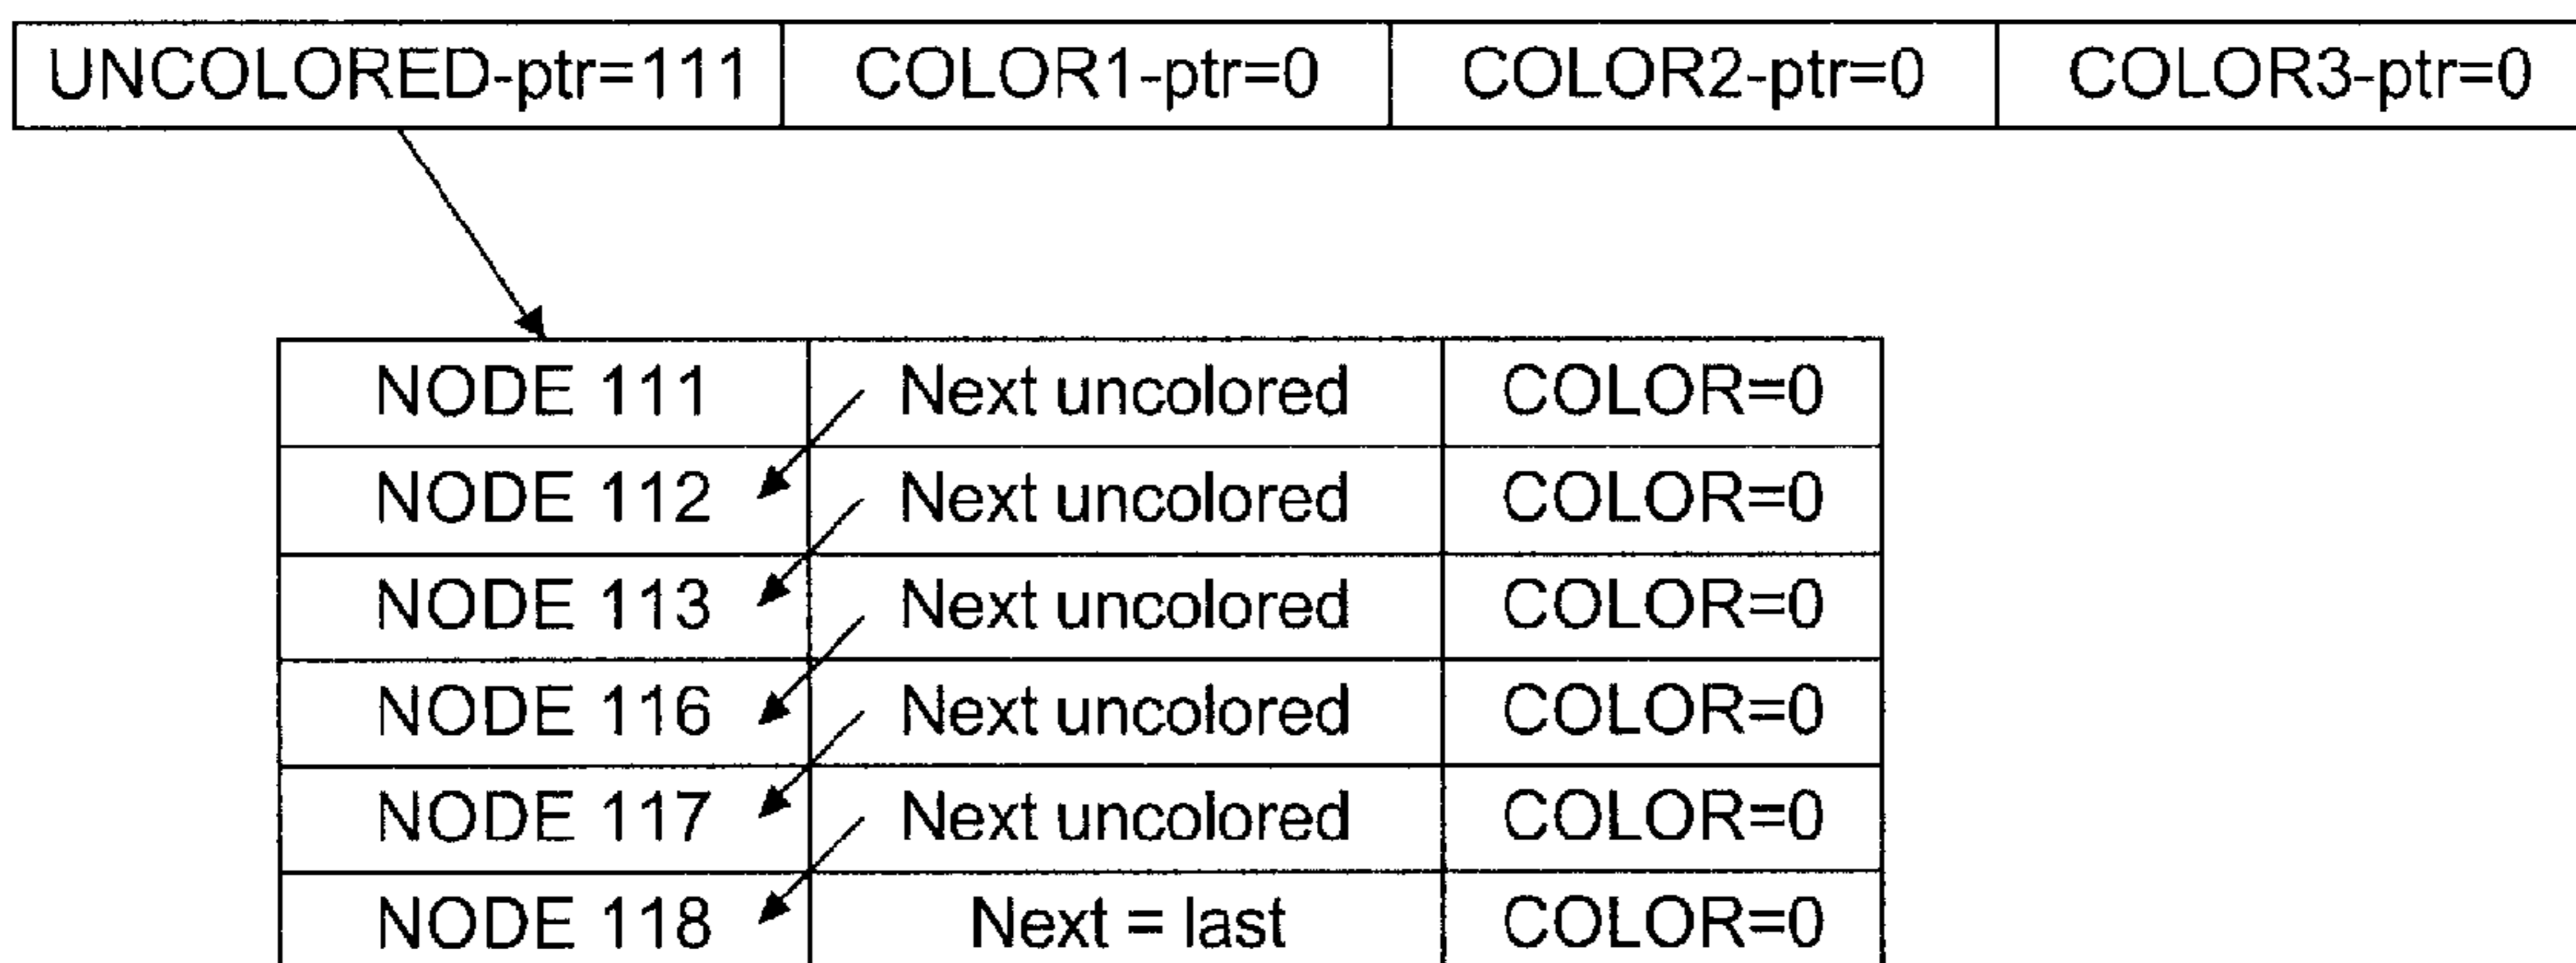 UNCOLORED-ptr=111 COLOR1-ptr=0 COLOR2-ptr=0 COLOR3-ptr=0
NODE 111 Next uncolored COLOR=0
NODE 112 Next uncolored COLOR=0
NODE 113 Next uncolored COLOR=0
NODE 116 Next uncolored COLOR=0
NODE 117 Next uncolored COLOR=0
NODE 118 Next = last COLOR=0